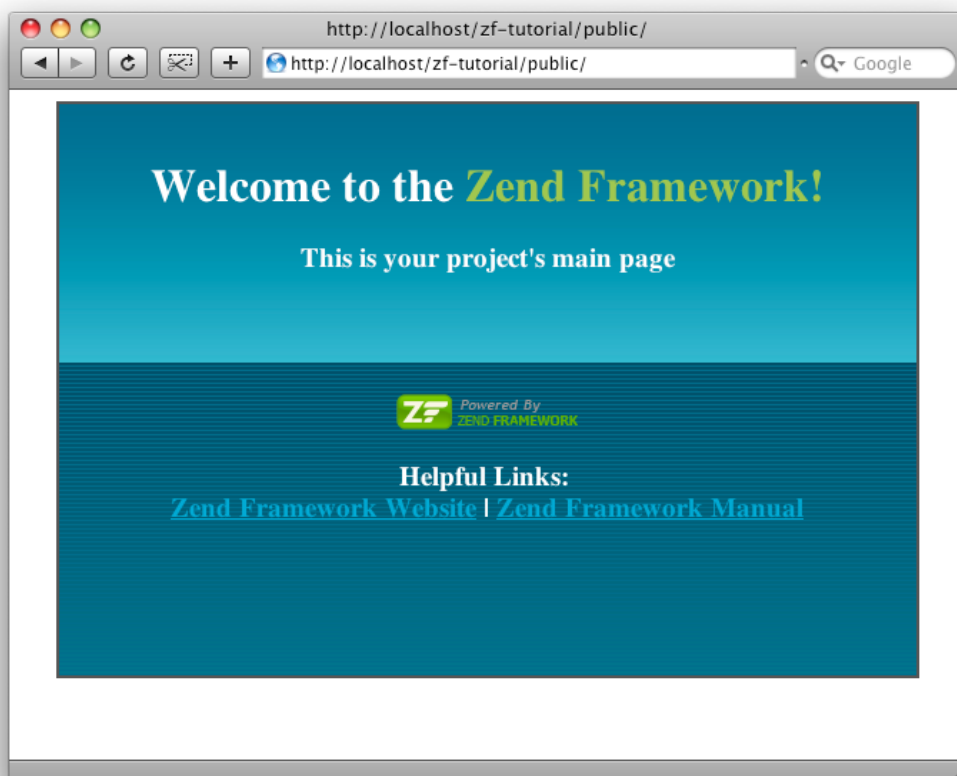 http://localhost/zf-tutorial/public/
http://localhost/zf-tutorial/public/
Google
Welcome to the Zend Framework!
This is your project's main page
ZF Powered By
ZEND FRAMEWORK
Helpful Links:
Zend Framework Website | Zend Framework Manual